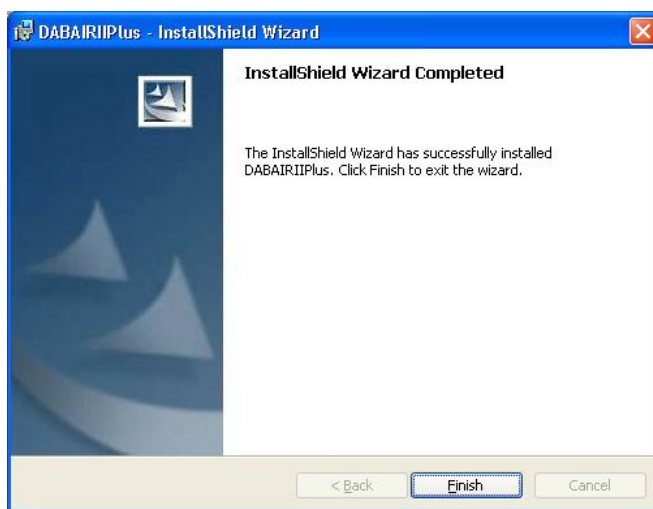 DABAIRIIPlus - InstallShield Wizard
InstallShield Wizard Completed
The InstallShield Wizard has successfully installed
DABAIRIIPlus. Click Finish to exit the wizard.
< Back
Finish
Cancel